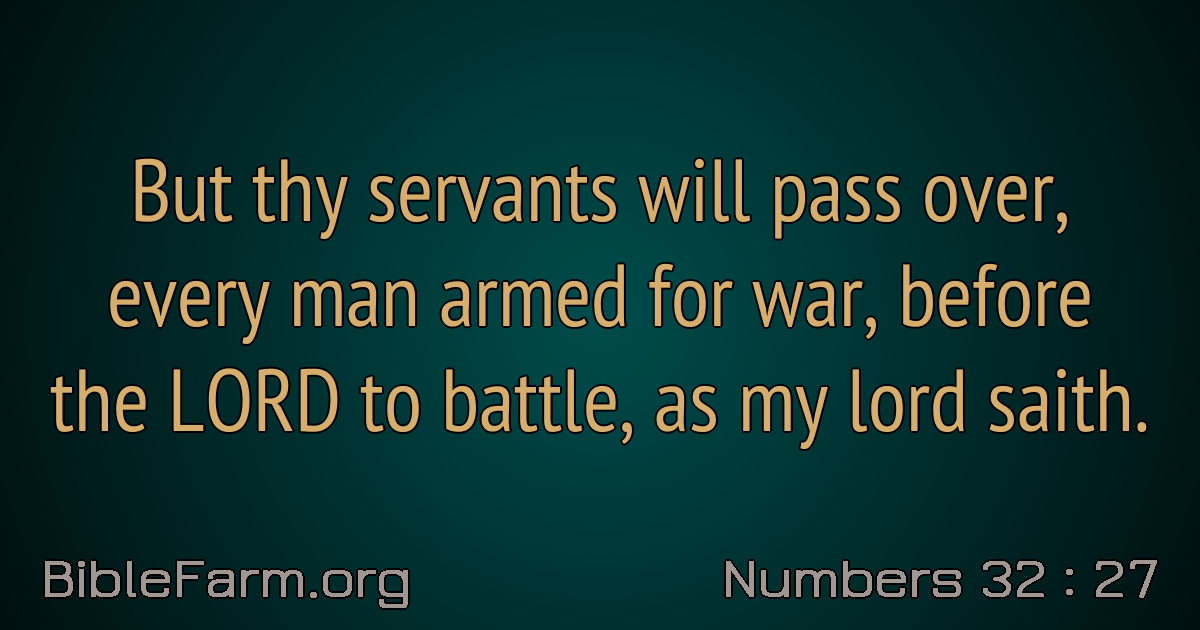 But thy servants will pass over,
every man armed for war, before
the LORD to battle, as my lord saith.
BibleFarm.org
Numbers 32 : 27